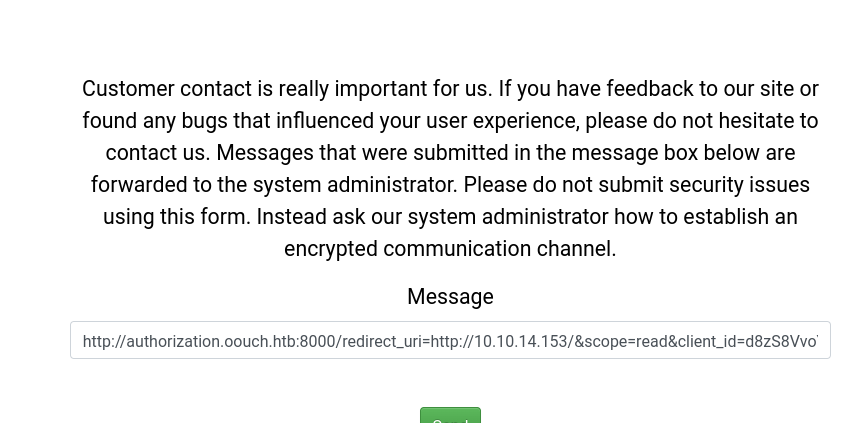 Customer contact is really important for us. If you have feedback to our site or
found any bugs that influenced your user experience, please do not hesitate to
contact us. Messages that were submitted in the message box below are
forwarded to the system administrator. Please do not submit security issues
using this form. Instead ask our system administrator how to establish an
encrypted communication channel.
Message
http://authorization.oouch.htb:8000/redirect_uri=http://10.10.14.153/&scope=read&client_id=d8zS8Vvo